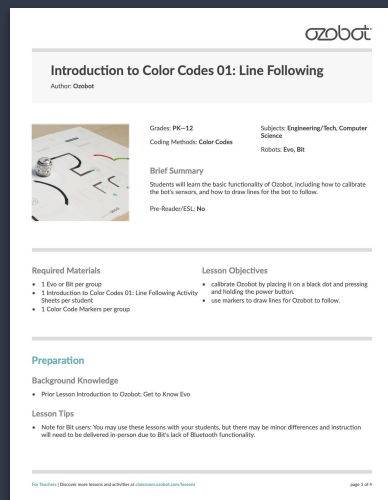 ozobot
Introduction to Color Codes 01: Line Following
Author: Ozobot
Grades: PK—12
Coding Methods: Color Codes
Subjects: Engineering/Tech, Computer
Science
Robots: Evo, Bit
Brief Summary
Students will learn the basic functionality of Ozobot, including how to calibrate
the bot's sensors, and how to draw lines for the bot to follow.
Pre-Reader/ESL: No
Required Materials
• 1 Evo or Bit per group
• 1 Introduction to Color Codes 01: Line Following Activity
Sheets per student
• 1 Color Code Markers per group
Lesson Objectives
• calibrate Ozobot by placing it on a black dot and pressing
and holding the power button.
• use markers to draw lines for Ozobot to follow.
Preparation
Background Knowledge
• Prior Lesson Introduction to Ozobot: Get to Know Evo
Lesson Tips
• Note for Bit users: You may use these lessons with your students, but there may be minor differences and instruction
will need to be delivered in-person due to Bit's lack of Bluetooth functionality.
For Teachers | Discover more lessons and activities at classroom.ozobot.com/lessons
page 1 of 4